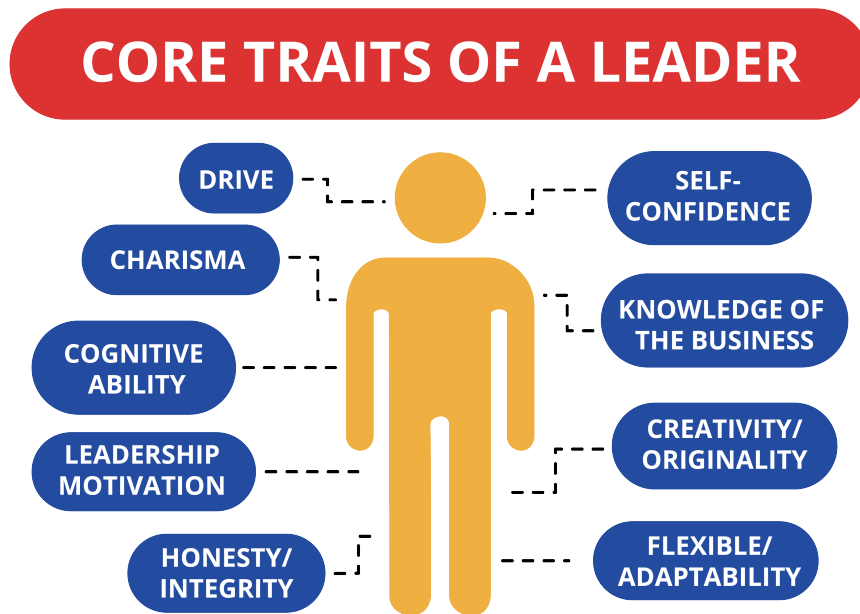 CORE TRAITS OF A LEADER
DRIVE
CHARISMA
COGNITIVE
ABILITY
LEADERSHIP
MOTIVATION
HONESTY/
INTEGRITY
SELF-
CONFIDENCE
KNOWLEDGE OF
THE BUSINESS
CREATIVITY/
ORIGINALITY
FLEXIBLE/
ADAPTABILITY